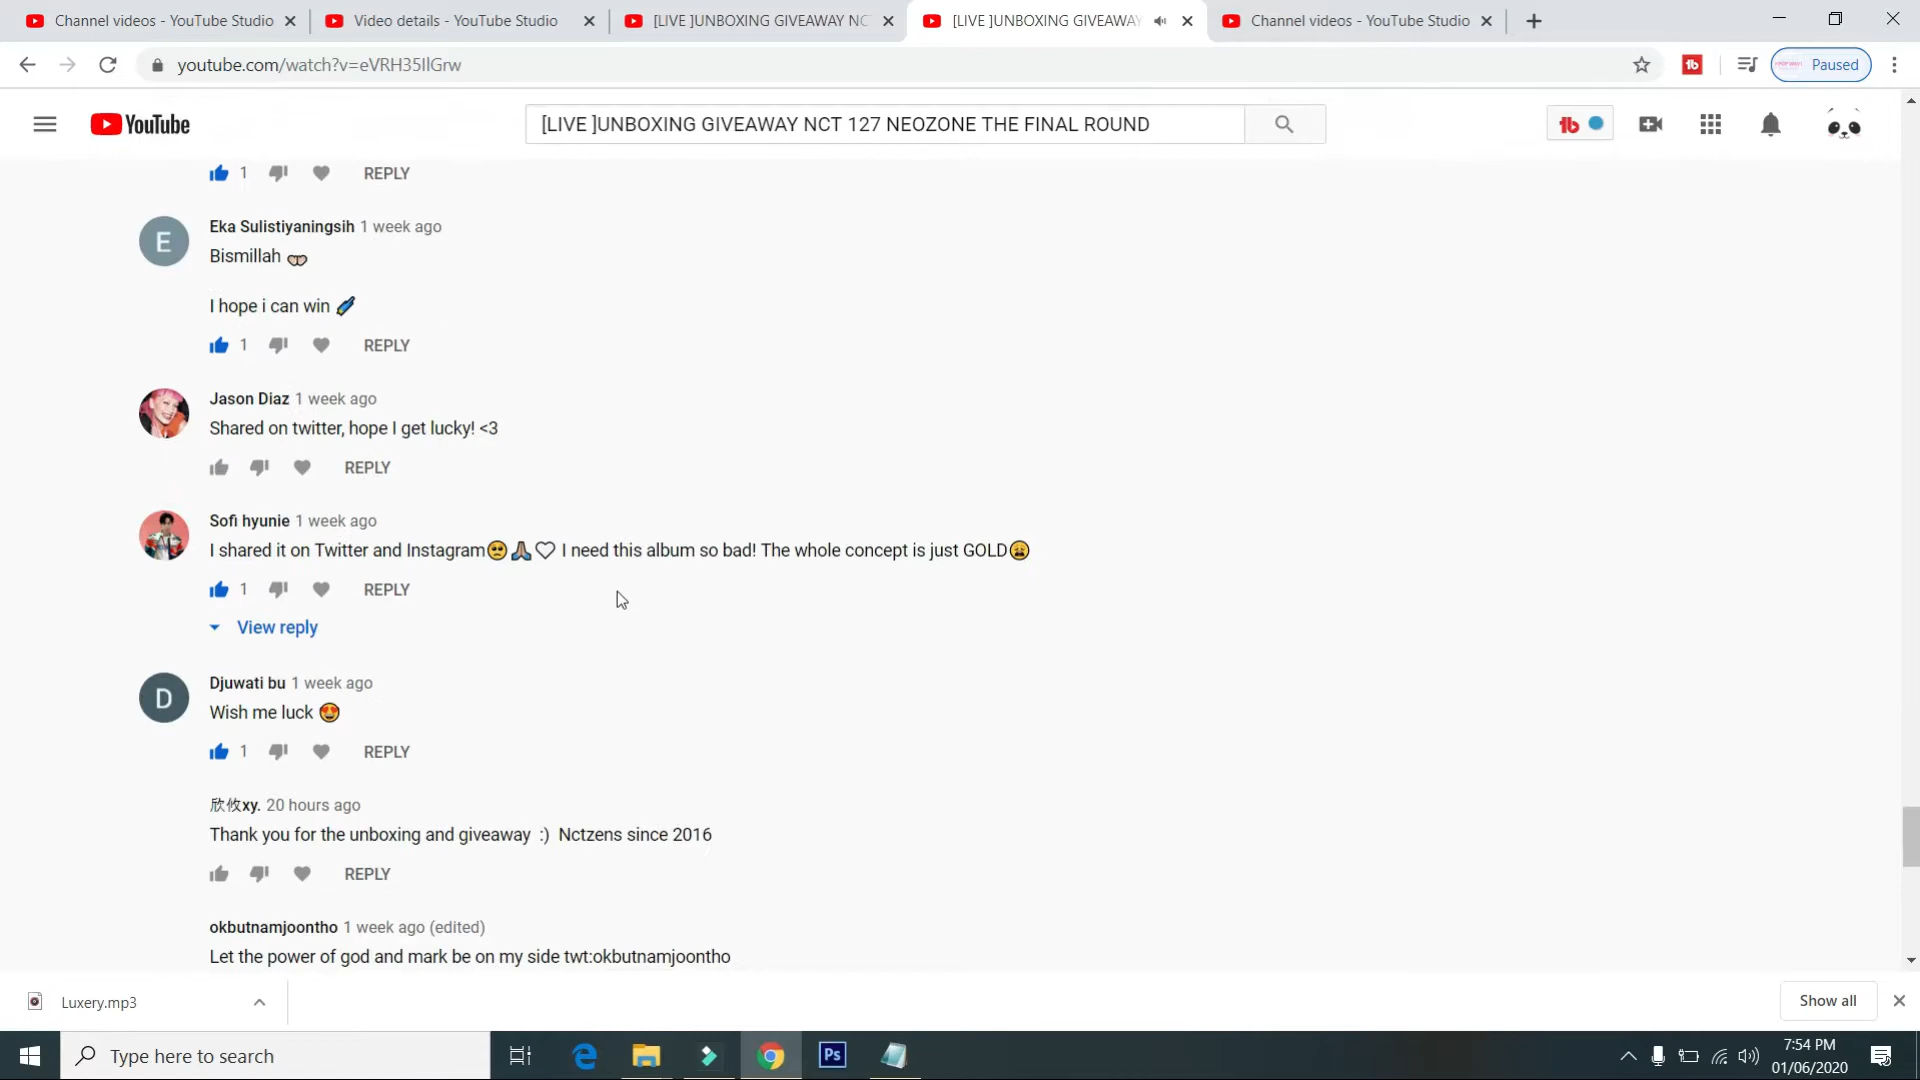 Channel videos - YouTube Studio
Video details - YouTube Studio
[LIVE ]UNBOXING GIVEAWAY NC
[LIVE ]UNBOXING GIVEAWAY
Channel videos - YouTube Studio
youtube.com/watch?v=eVRH35IlGrw
Paused
YouTube
[LIVE ]UNBOXING GIVEAWAY NCT 127 NEOZONE THE FINAL ROUND
1 REPLY
E
Eka Sulistiyaningsih 1 week ago
Bismillah
I hope i can win
1 REPLY
Jason Diaz 1 week ago
Shared on twitter, hope I get lucky! <3
REPLY
Sofi hyunie 1 week ago
I shared it on Twitter and Instagram🥺🙏🏽♡ I need this album so bad! The whole concept is just GOLD😩
1 REPLY
View reply
D
Djuwati bu 1 week ago
Wish me luck 😍
1 REPLY
欣攸xy. 20 hours ago
Thank you for the unboxing and giveaway :) Nctzens since 2016
REPLY
okbutnamjoontho 1 week ago (edited)
Let the power of god and mark be on my side twt:okbutnamjoontho
Luxery.mp3
Show all
Type here to search
Ps
7:54 PM
01/06/2020